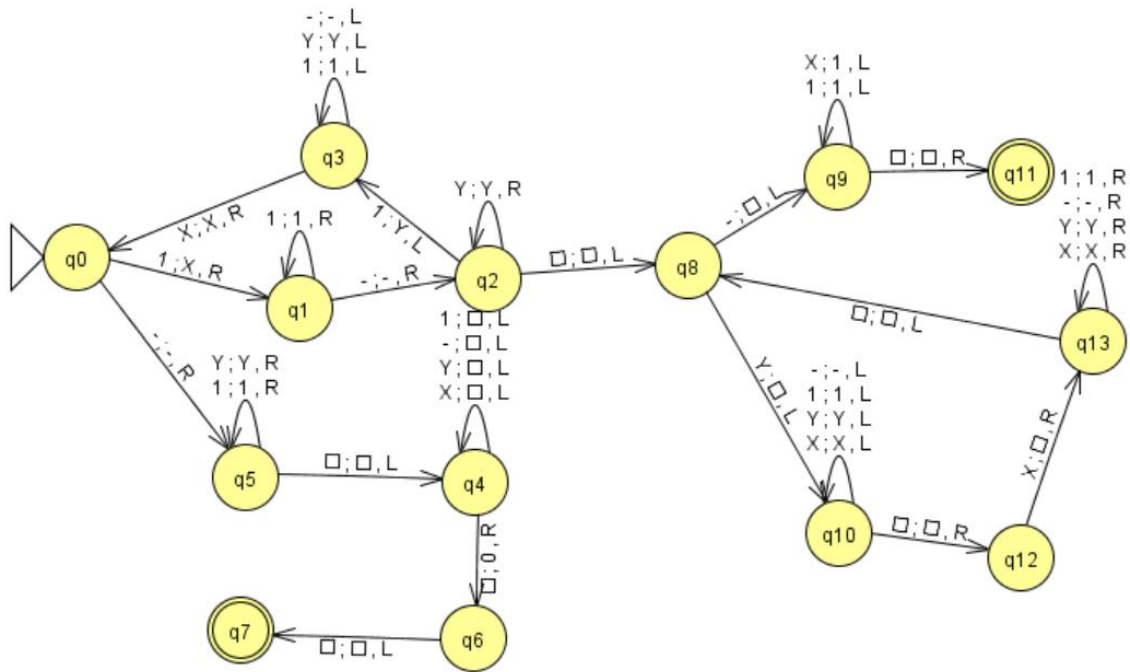 - ; - , L
Y ; Y , L
1 ; 1 , L
q3
X ; X , R
1 ; Y , L
Y ; Y , R
1 ; 1 , R
q0
1 ; X , R
q1
- ; - , R
q2
□ ; □ , L
q8
- ; □ , L
X ; 1 , L
1 ; 1 , L
q9
□ ; □ , R
q11
1 ; 1 , R
- ; - , R
Y ; Y , R
X ; X , R
q13
□ ; □ , L
- ; - , R
Y ; Y , R
1 ; 1 , R
q5
□ ; □ , L
1 ; □ , L
- ; □ , L
Y ; □ , L
X ; □ , L
q4
Y ; □ , L
- ; - , L
1 ; 1 , L
Y ; Y , L
X ; X , L
q10
□ ; □ , R
q12
X ; □ , R
□ ; 0 , R
q7
□ ; □ , L
q6